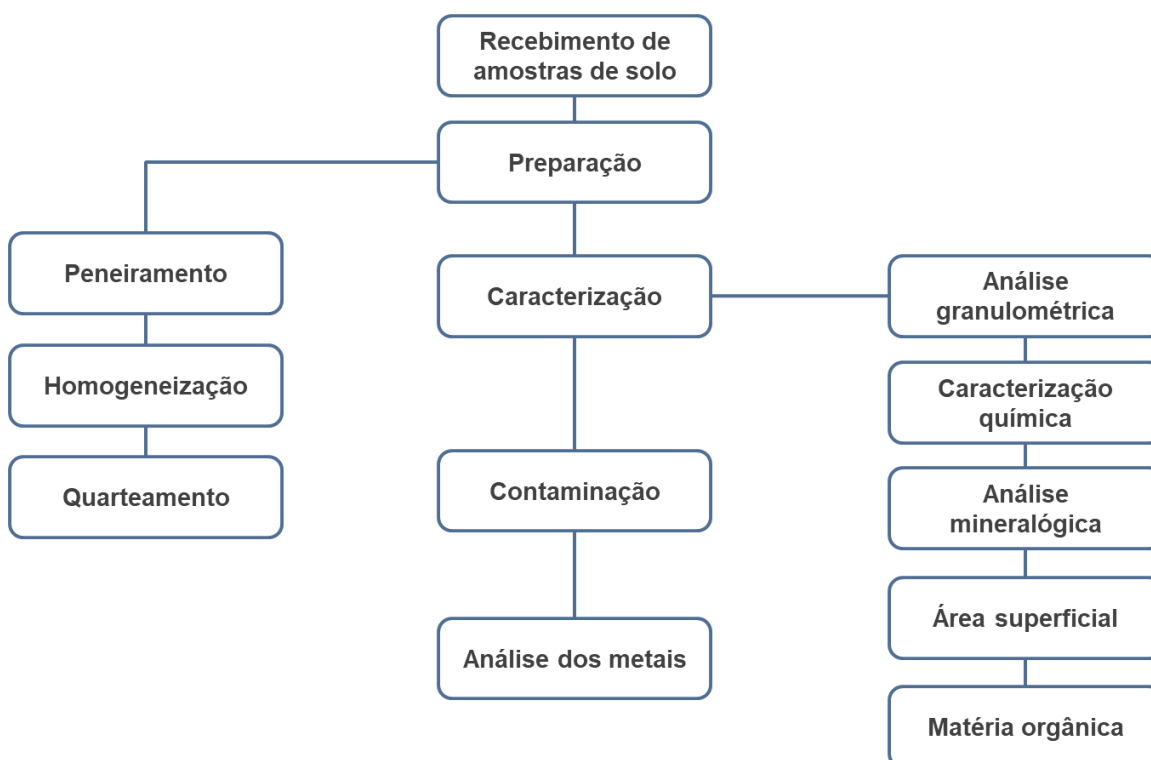 Recebimento de
amostras de solo
Preparação
Peneiramento
Homogeneização
Quarteamento
Caracterização
Contaminação
Análise dos metais
Análise
granulométrica
Caracterização
química
Análise
mineralógica
Área superficial
Matéria orgânica